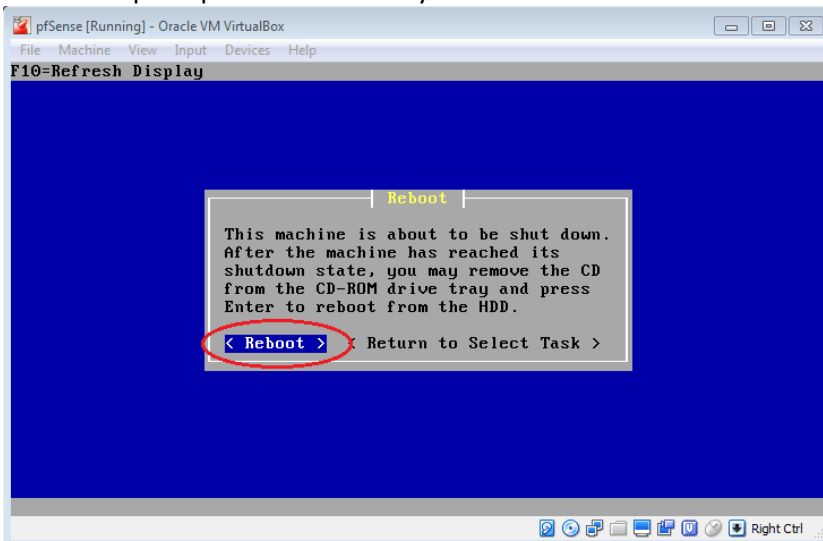 pfSense [Running] - Oracle VM VirtualBox
File Machine View Input Devices Help
F10=Refresh Display
Reboot
This machine is about to be shut down.
After the machine has reached its
shutdown state, you may remove the CD
from the CD-ROM drive tray and press
Enter to reboot from the HDD.
< Reboot > < Return to Select Task >
Right Ctrl